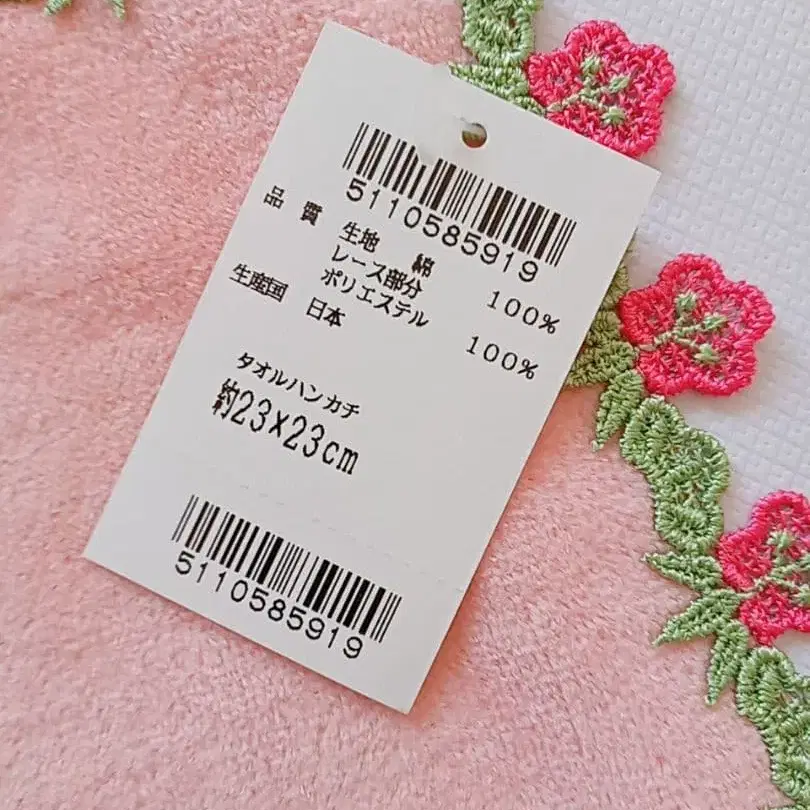 5110585919
品質 生地 綿 100%
レース部分
ポリエステル 100%
生産国 日本
タオルハンカチ
約23×23cm
5110585919